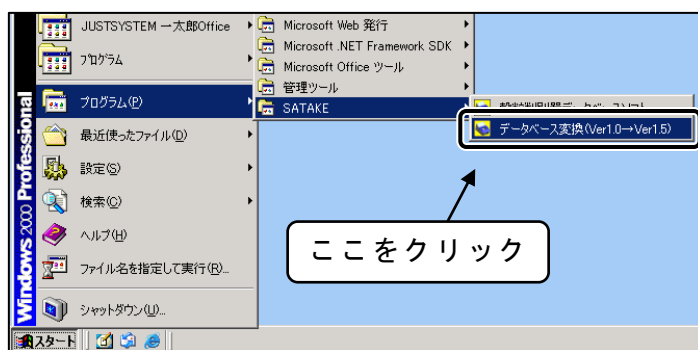 JUSTSYSTEM 一太郎Office
プログラム
プログラム(P)
最近使ったファイル(D)
設定(S)
検索(C)
ヘルプ(H)
ファイル名を指定して実行(R)...
シャットダウン(U)...
Windows 2000 Professional
Microsoft Web 発行
Microsoft .NET Framework SDK
Microsoft Office ツール
管理ツール
SATAKE
データベース変換(Ver1.0→Ver1.5)
ここをクリック
スタート